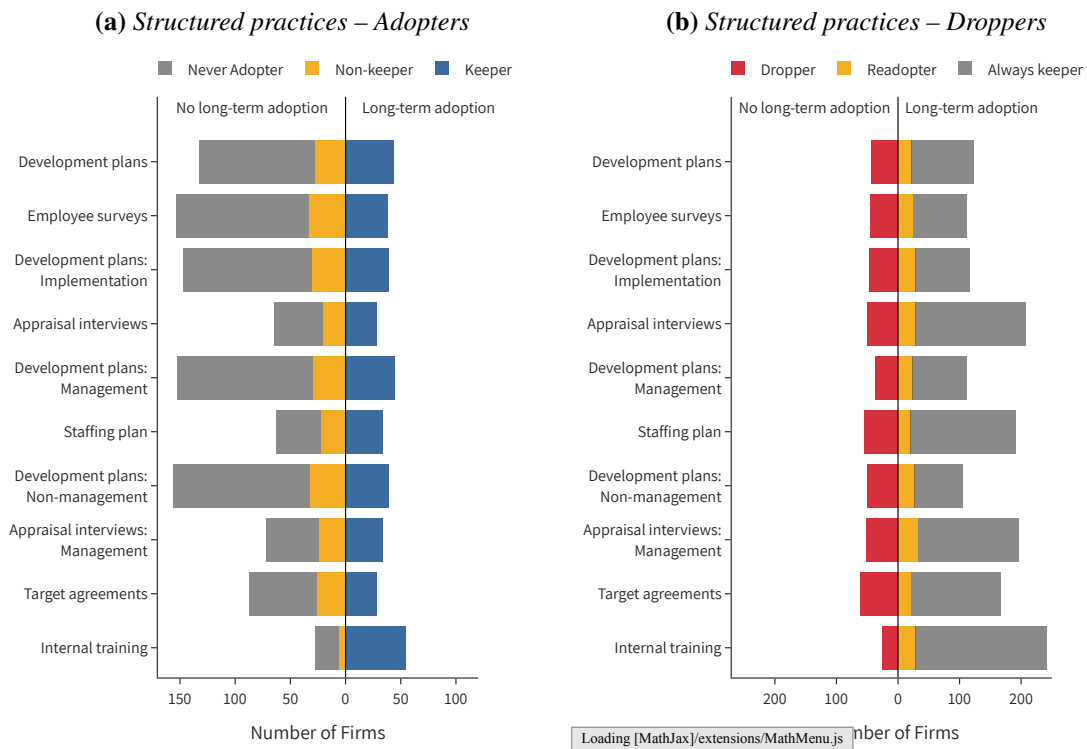 (a) Structured practices – Adopters
Never Adopter Non-keeper Keeper
No long-term adoption Long-term adoption
Development plans
Employee surveys
Development plans:
Implementation
Appraisal interviews
Development plans:
Management
Staffing plan
Development plans:
Non-management
Appraisal interviews:
Management
Target agreements
Internal training
150 100 50 0 50 100
Number of Firms
(b) Structured practices – Droppers
Dropper Readopter Always keeper
No long-term adoption Long-term adoption
Development plans
Employee surveys
Development plans:
Implementation
Appraisal interviews
Development plans:
Management
Staffing plan
Development plans:
Non-management
Appraisal interviews:
Management
Target agreements
Internal training
200 100 0 100 200
mber of Firms
Loading [MathJax]/extensions/MathMenu.js